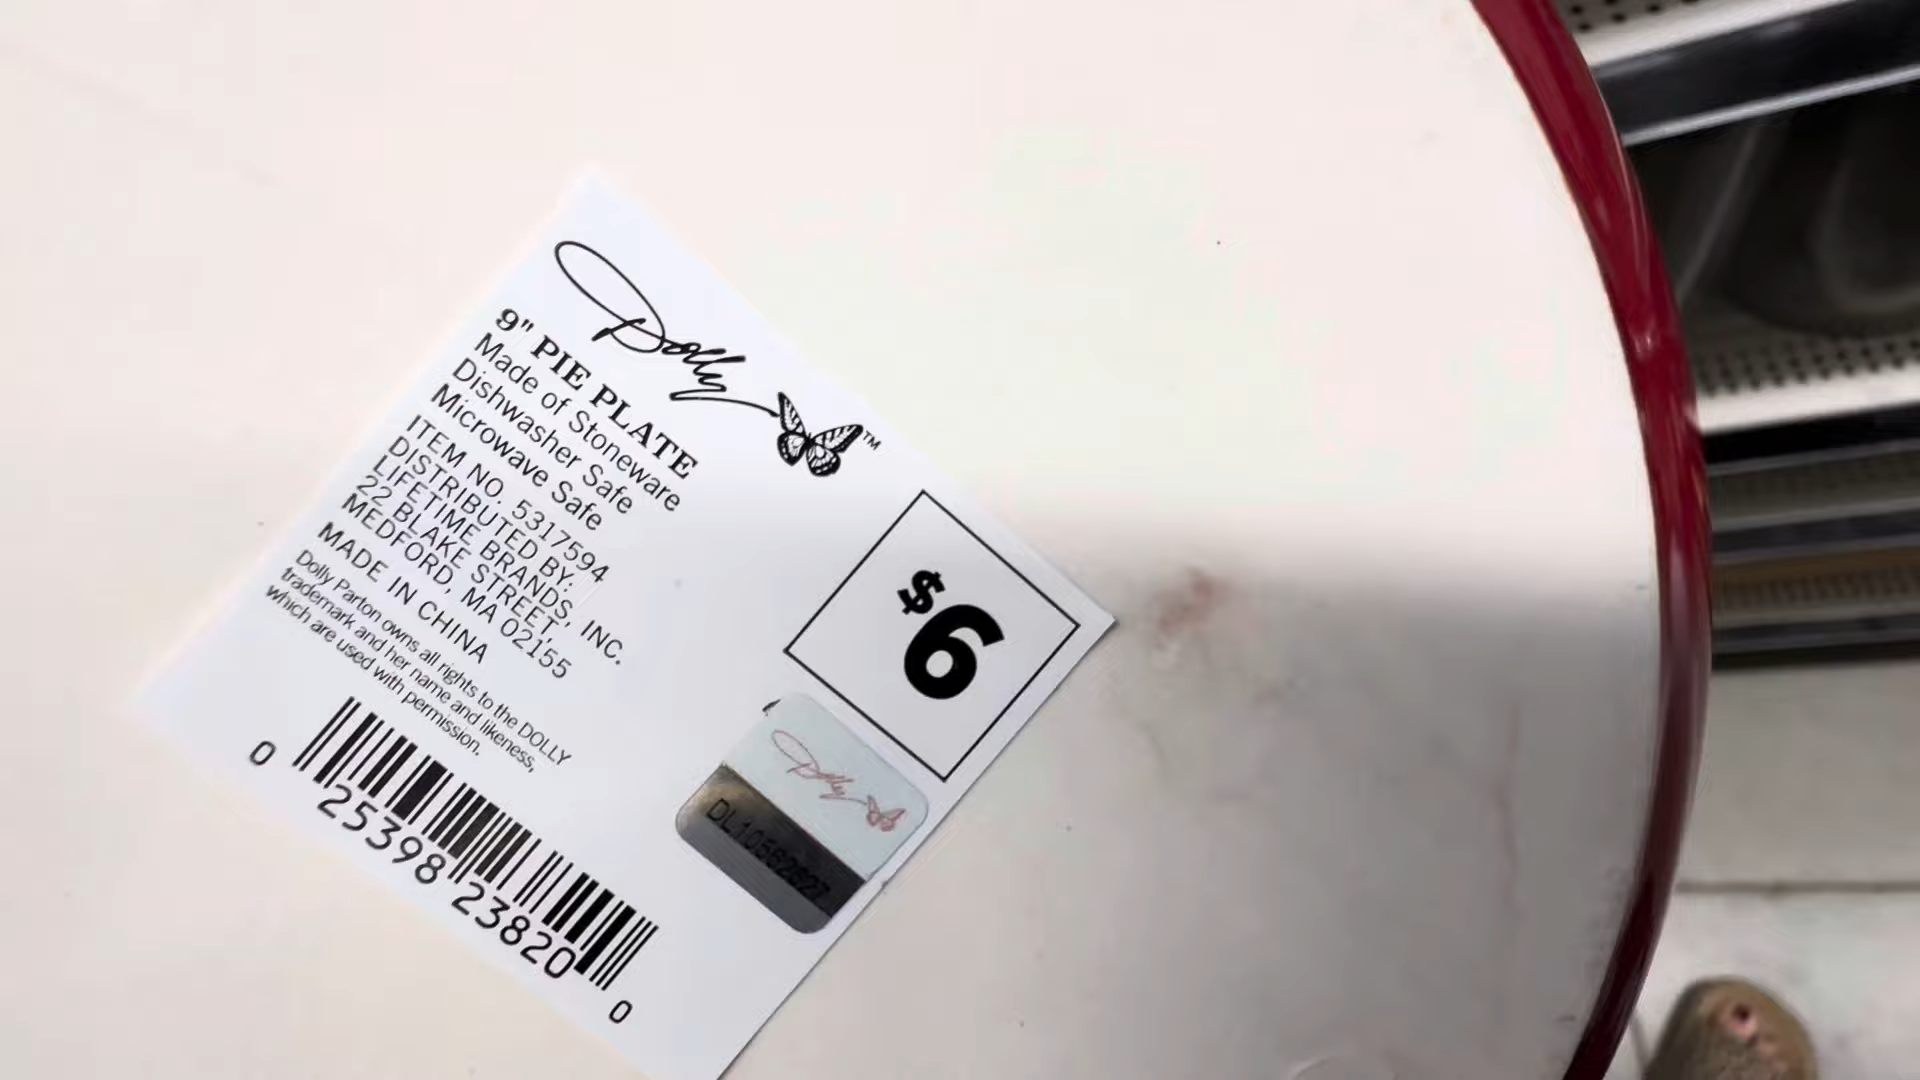 Dolly™
9" PIE PLATE
Made of Stoneware
Dishwasher Safe
Microwave Safe
ITEM NO. 5317594
DISTRIBUTED BY:
LIFETIME BRANDS, INC.
22 BLAKE STREET,
MEDFORD, MA 02155
MADE IN CHINA
Dolly Parton owns all rights to the DOLLY
trademark and her name and likeness,
which are used with permission.
0 25398 23820 0
$6
Dolly